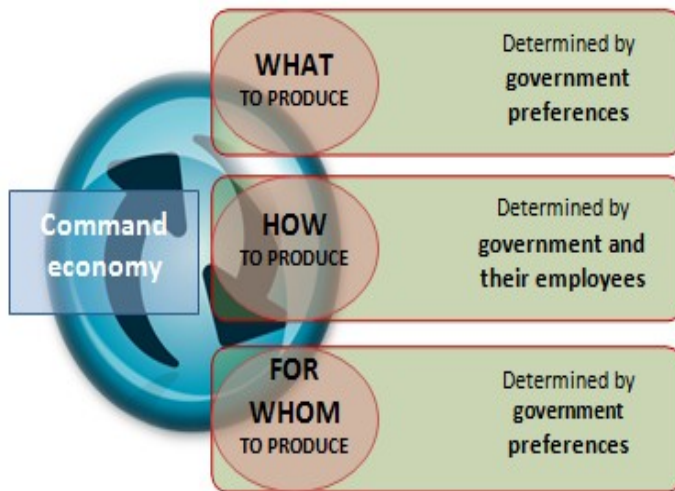 WHAT
TO PRODUCE
Determined by
government
preferences
Command
economy
HOW
TO PRODUCE
Determined by
government and
their employees
FOR
WHOM
TO PRODUCE
Determined by
government
preferences